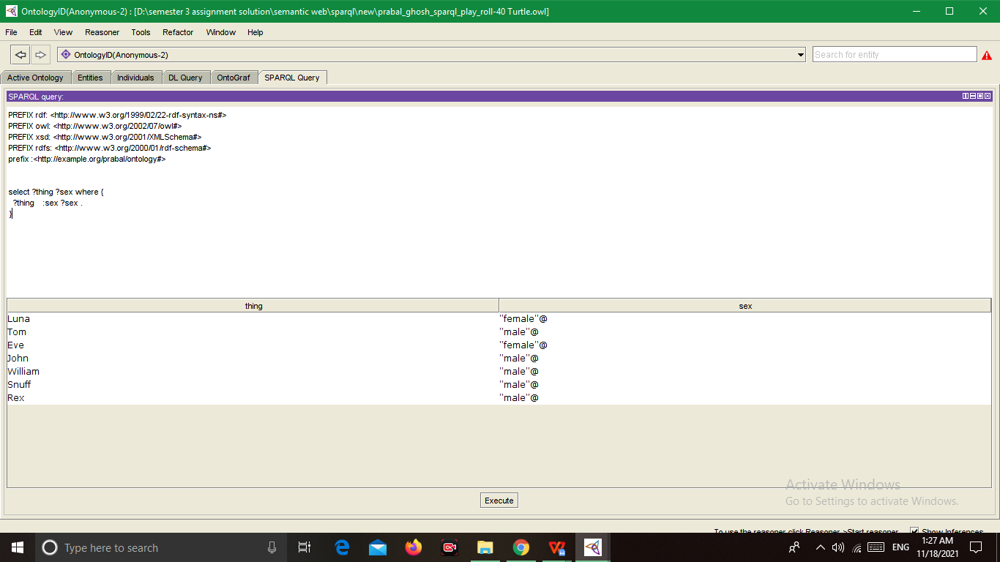 OntologyID(Anonymous-2) : [D:\semester 3 assignment solution\semantic web\sparql\new\prabal_ghosh_sparql_play_roll-40 Turtle.owl]
File Edit View Reasoner Tools Refactor Window Help
OntologyID(Anonymous-2) Search for entity
Active Ontology Entities Individuals DL Query OntoGraf SPARQL Query
SPARQL query:
PREFIX rdf: <http://www.w3.org/1999/02/22-rdf-syntax-ns#>
PREFIX owl: <http://www.w3.org/2002/07/owl#>
PREFIX xsd: <http://www.w3.org/2001/XMLSchema#>
PREFIX rdfs: <http://www.w3.org/2000/01/rdf-schema#>
prefix :<http://example.org/prabal/ontology#>
select ?thing ?sex where {
?thing :sex ?sex .
}
thing sex
Luna "female"@
Tom "male"@
Eve "female"@
John "male"@
William "male"@
Snuff "male"@
Rex "male"@
Activate Windows
Go to Settings to activate Windows.
Execute
To use the reasoner click Reasoner->Start reasoner Show Inferences
Type here to search
ENG
1:27 AM
11/18/2021